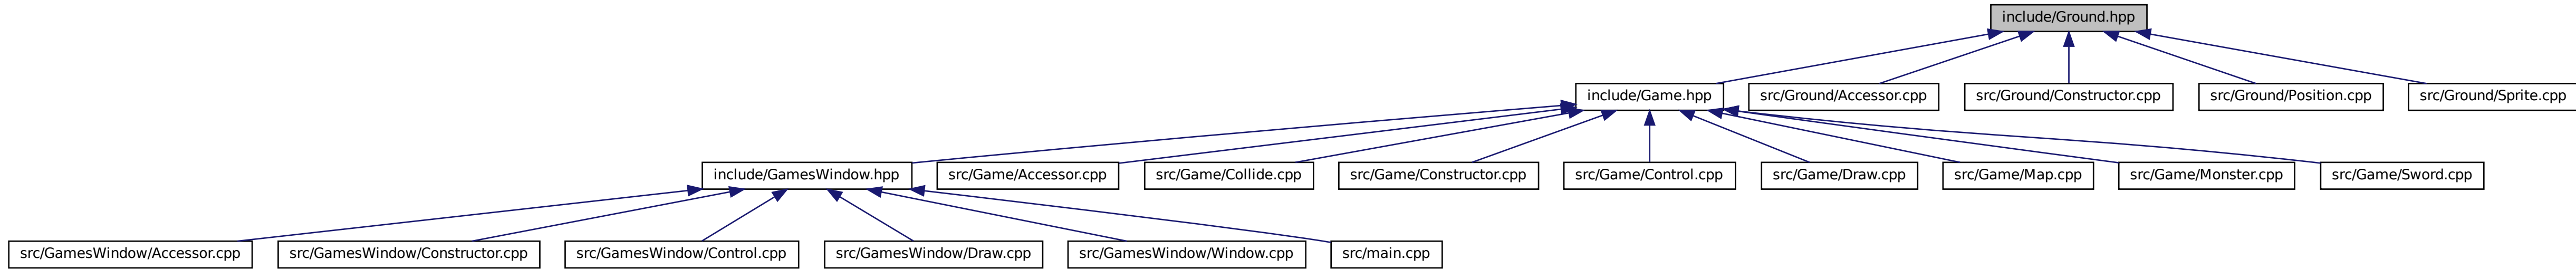 include/Ground.hpp
include/Game.hpp
src/Ground/Accessor.cpp
src/Ground/Constructor.cpp
src/Ground/Position.cpp
src/Ground/Sprite.cpp
include/GamesWindow.hpp
src/Game/Accessor.cpp
src/Game/Collide.cpp
src/Game/Constructor.cpp
src/Game/Control.cpp
src/Game/Draw.cpp
src/Game/Map.cpp
src/Game/Monster.cpp
src/Game/Sword.cpp
src/GamesWindow/Accessor.cpp
src/GamesWindow/Constructor.cpp
src/GamesWindow/Control.cpp
src/GamesWindow/Draw.cpp
src/GamesWindow/Window.cpp
src/main.cpp